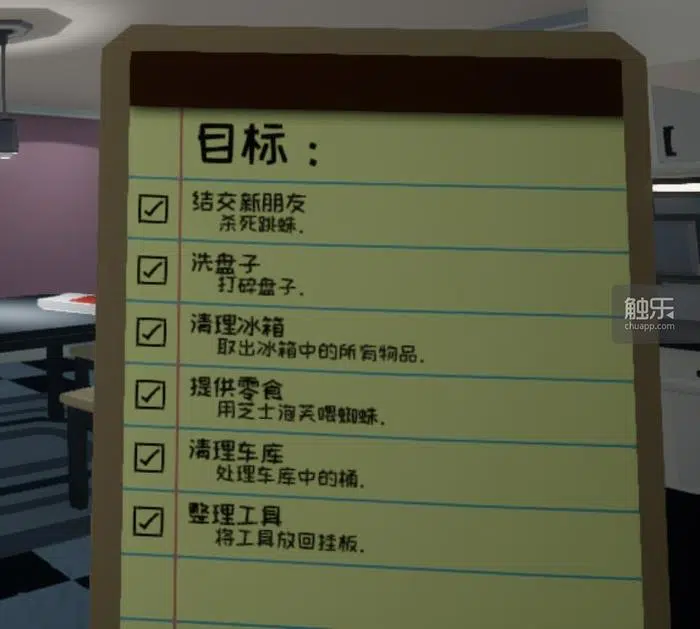 目标：
结交新朋友
杀死跳蛛.
洗盘子
打碎盘子.
清理冰箱
取出冰箱中的所有物品.
提供零食
用芝士泡芙喂蜘蛛.
清理车库
处理车库中的桶.
整理工具
将工具放回挂板.
触乐
chuapp.com